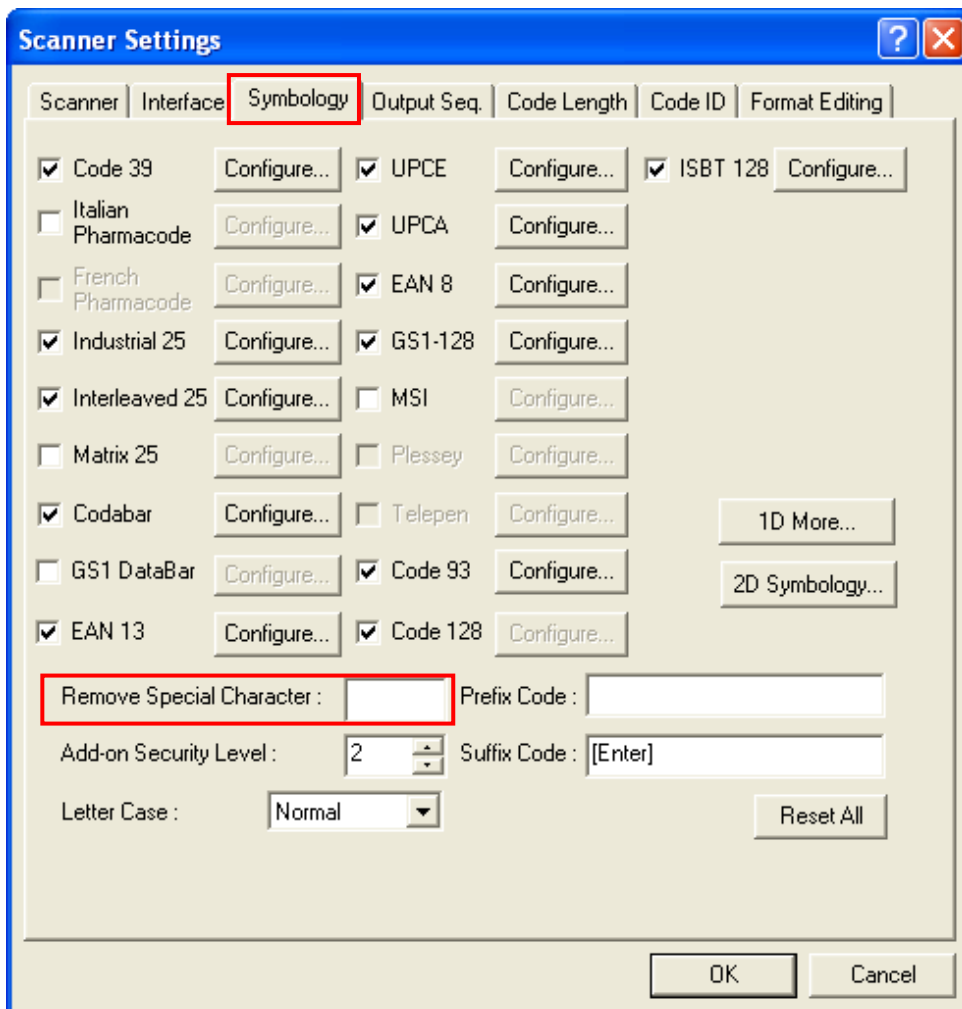 Scanner Settings
Scanner Interface Symbology Output Seq. Code Length Code ID Format Editing
Code 39 Configure... UPCE Configure... ISBT 128 Configure...
Italian
Pharmacode Configure... UPCA Configure...
French
Pharmacode Configure... EAN 8 Configure...
Industrial 25 Configure... GS1-128 Configure...
Interleaved 25 Configure... MSI Configure...
Matrix 25 Configure... Plessey Configure...
Codabar Configure... Telepen Configure... 1D More...
GS1 DataBar Configure... Code 93 Configure... 2D Symbology...
EAN 13 Configure... Code 128 Configure...
Remove Special Character : Prefix Code :
Add-on Security Level : 2 Suffix Code : [Enter]
Letter Case : Normal Reset All
OK Cancel